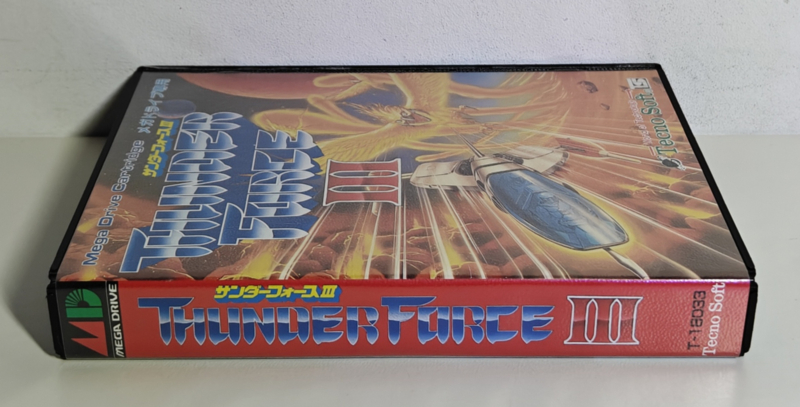 Mega Drive Cartridge メガドライブ専用
サンダーフォースIII
THUNDER
FORCE
III
Tecno Soft
MD
MEGA DRIVE
サンダーフォースIII
THUNDER FORCE III
T-18033
Tecno Soft